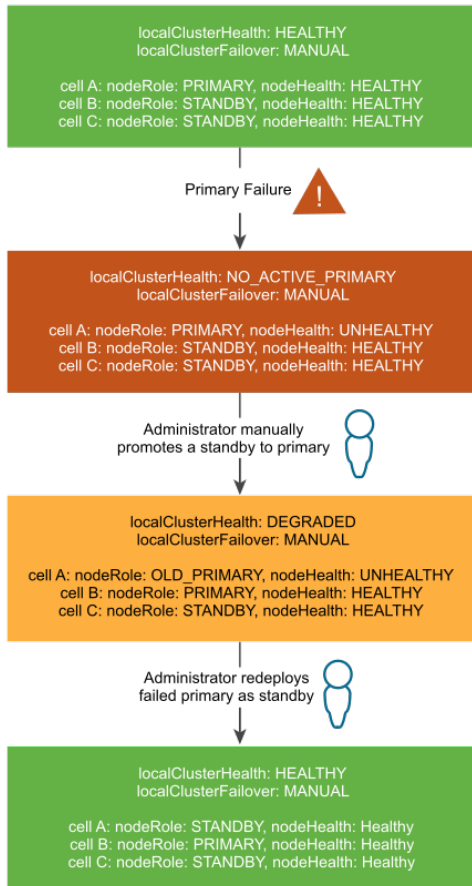 localClusterHealth: HEALTHY
localClusterFailover: MANUAL
cell A: nodeRole: PRIMARY, nodeHealth: HEALTHY
cell B: nodeRole: STANDBY, nodeHealth: HEALTHY
cell C: nodeRole: STANDBY, nodeHealth: HEALTHY
Primary Failure
!
localClusterHealth: NO_ACTIVE_PRIMARY
localClusterFailover: MANUAL
cell A: nodeRole: PRIMARY, nodeHealth: UNHEALTHY
cell B: nodeRole: STANDBY, nodeHealth: HEALTHY
cell C: nodeRole: STANDBY, nodeHealth: HEALTHY
Administrator manually
promotes a standby to primary
localClusterHealth: DEGRADED
localClusterFailover: MANUAL
cell A: nodeRole: OLD_PRIMARY, nodeHealth: UNHEALTHY
cell B: nodeRole: PRIMARY, nodeHealth: HEALTHY
cell C: nodeRole: STANDBY, nodeHealth: HEALTHY
Administrator redeploys
failed primary as standby
localClusterHealth: HEALTHY
localClusterFailover: MANUAL
cell A: nodeRole: STANDBY, nodeHealth: Healthy
cell B: nodeRole: PRIMARY, nodeHealth: Healthy
cell C: nodeRole: STANDBY, nodeHealth: Healthy